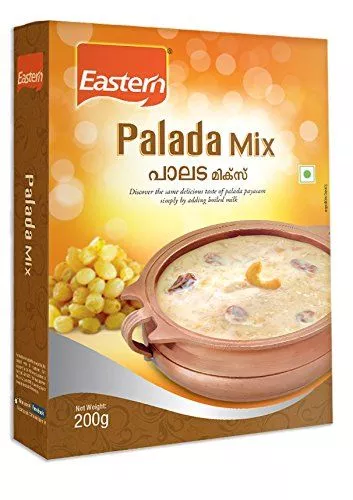 Eastern
®
Palada Mix
പാലട മിക്സ്
Discover the same delicious taste of palada payasam
simply by adding boiled milk
Net Weight:
200g
Palada Mix